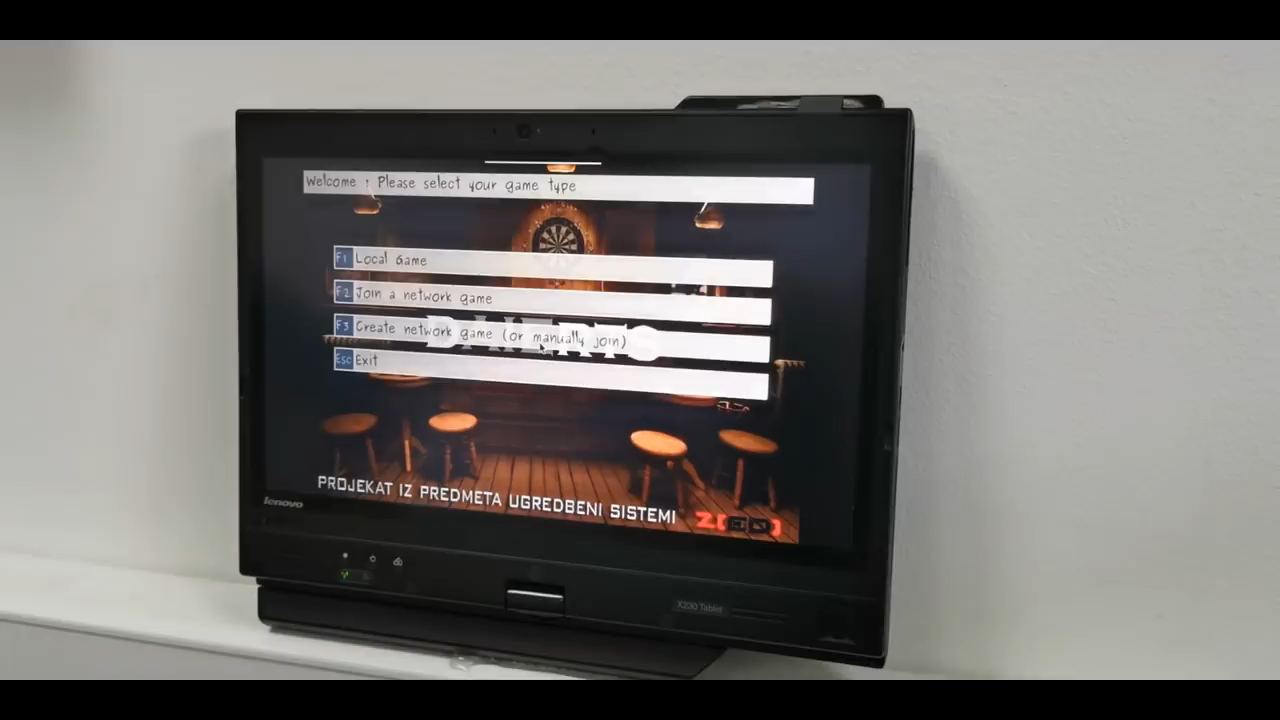 Welcome ! Please select your game type
F1 Local Game
F2 Join a network game
F3 Create network game (or manually join)
Esc Exit
PROJEKAT IZ PREDMETA UGREDBENI SISTEMI
lenovo
X230 Tablet